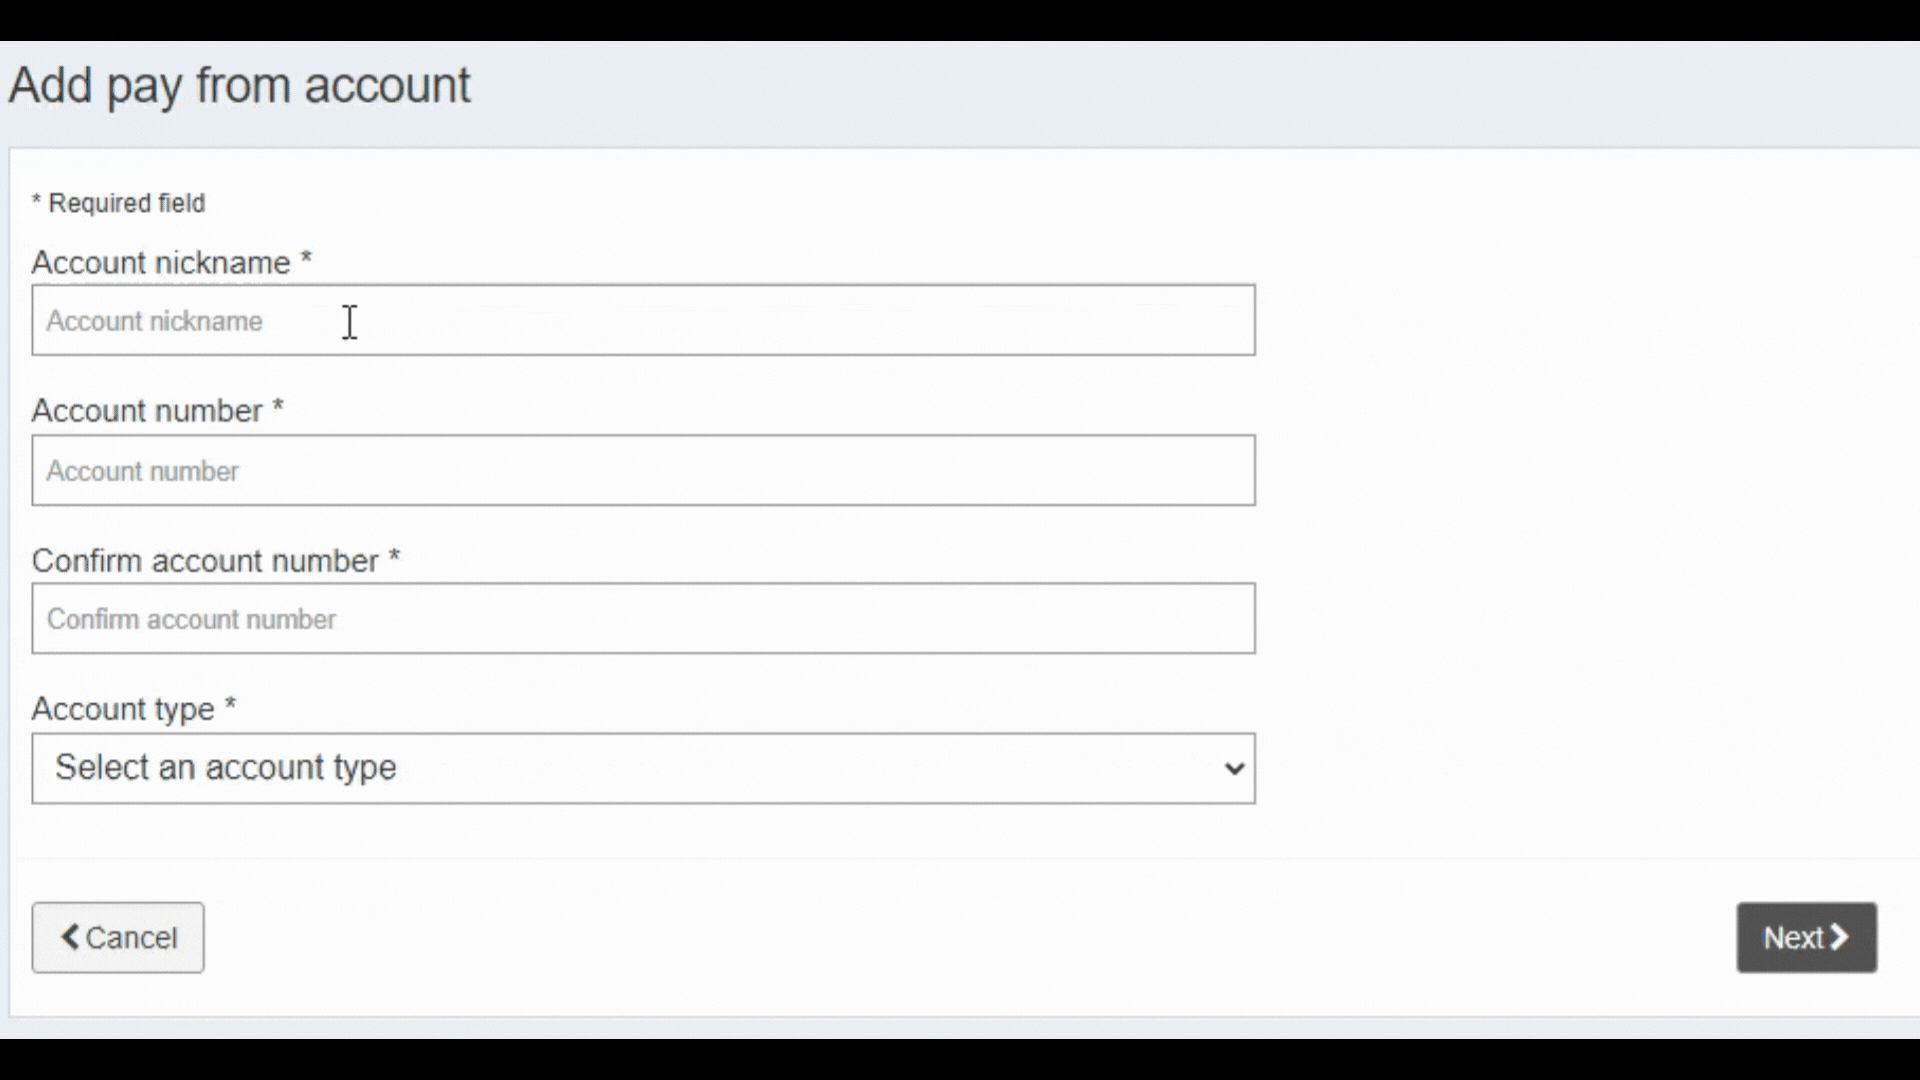 Add pay from account
* Required field
Account nickname *
Account nickname
Account number *
Account number
Confirm account number *
Confirm account number
Account type *
Select an account type
Cancel
Next